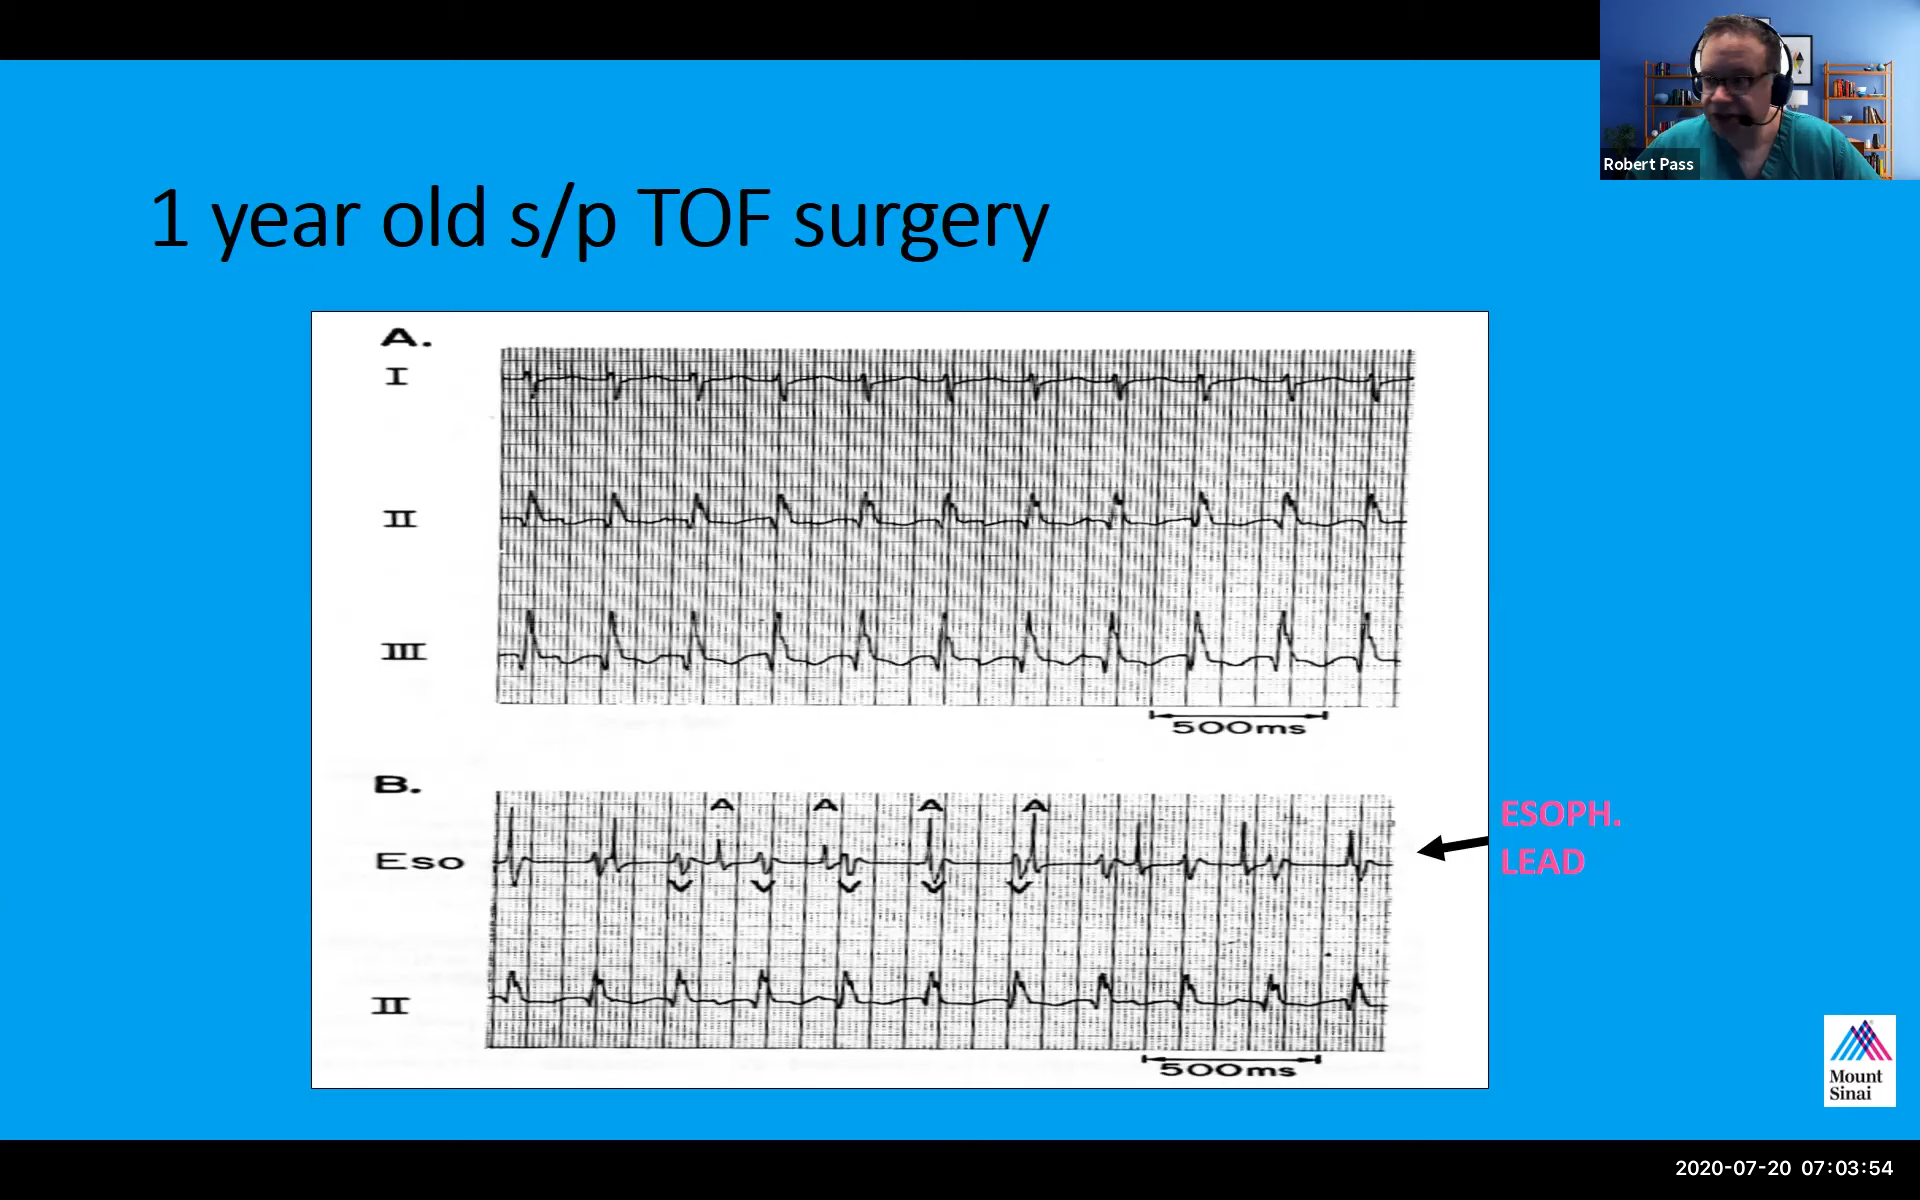 Robert Pass
1 year old s/p TOF surgery
A.
I
II
III
500ms
B.
A A A A
Eso
V V V V V
II
500ms
ESOPH.
LEAD
Mount
Sinai
2020-07-20 07:03:54